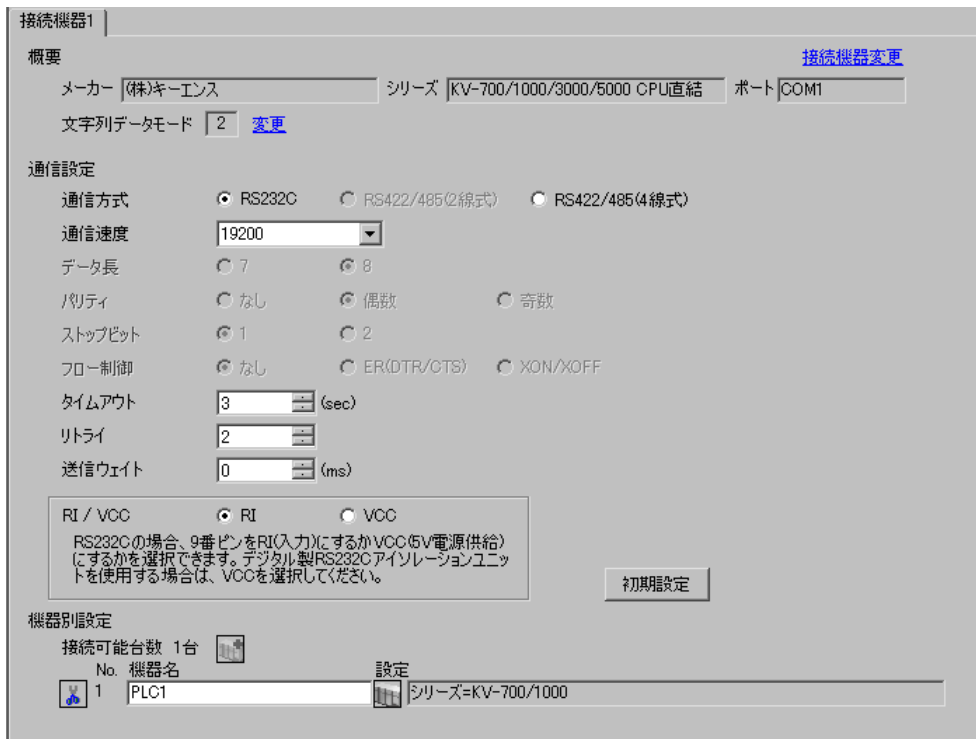 接続機器1
概要 接続機器変更
メーカー (株)キーエンス シリーズ KV-700/1000/3000/5000 CPU直結 ポート COM1
文字列データモード 2 変更
通信設定
通信方式 RS232C RS422/485(2線式) RS422/485(4線式)
通信速度 19200
データ長 7 8
パリティ なし 偶数 奇数
ストップビット 1 2
フロー制御 なし ER(DTR/CTS) XON/XOFF
タイムアウト 3 (sec)
リトライ 2
送信ウェイト 0 (ms)
RI / VCC RI VCC
RS232Cの場合、9番ピンをRI(入力)にするかVCC(5V電源供給)
にするかを選択できます。デジタル製RS232Cアイソレーションユニッ
トを使用する場合は、VCCを選択してください。
初期設定
機器別設定
接続可能台数 1台
No. 機器名 設定
1 PLC1 シリーズ=KV-700/1000